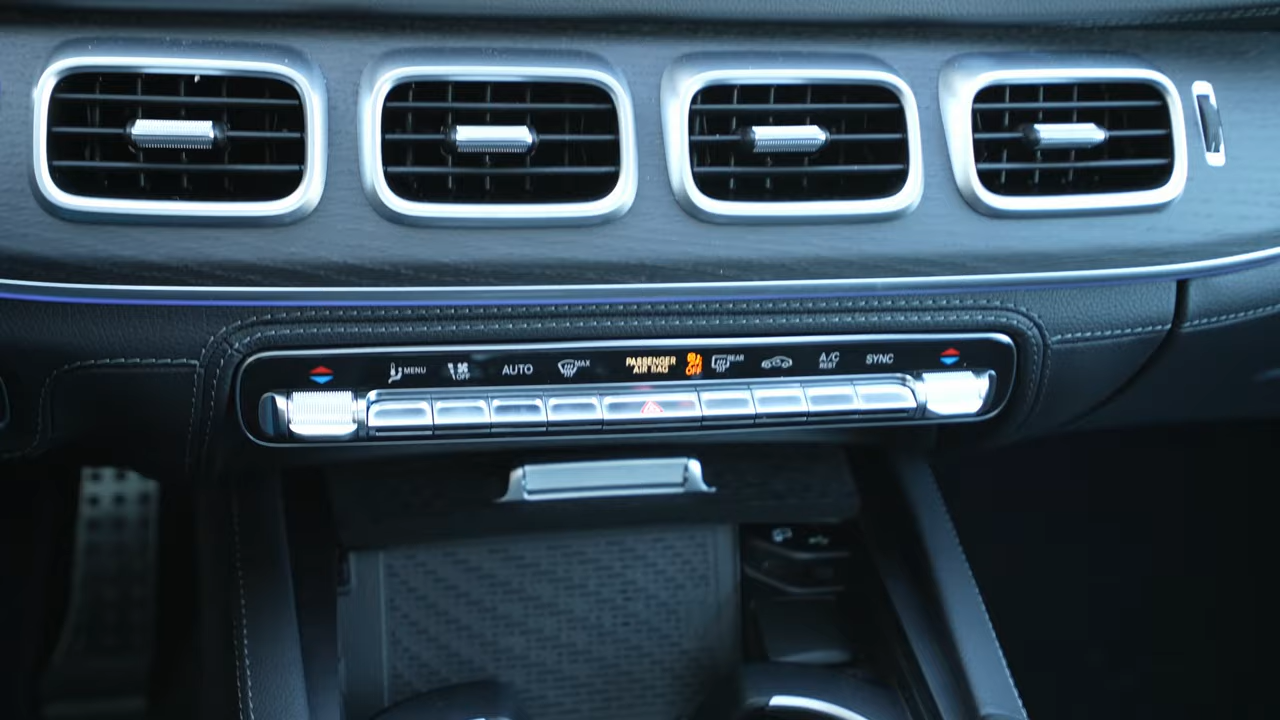 MENU
OFF
AUTO
MAX
PASSENGER
AIR BAG
OFF
REAR
A/C
REST
SYNC